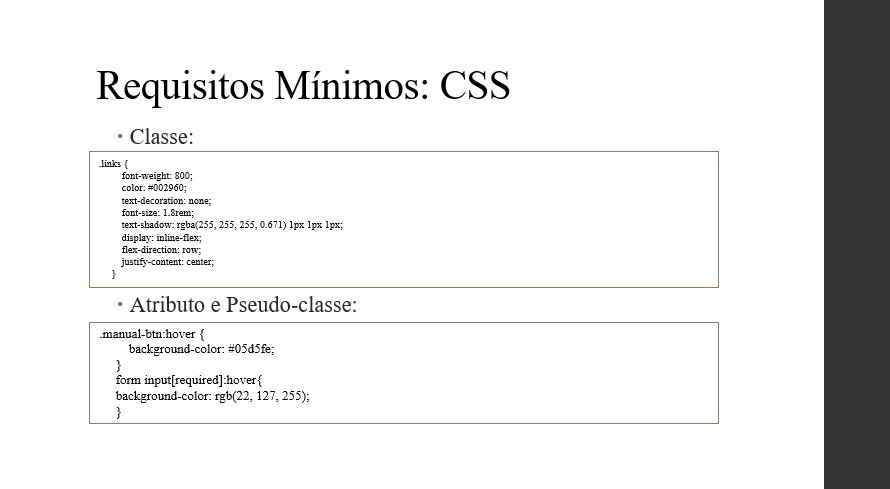 Requisitos Mínimos: CSS
• Classe:
.links {
font-weight: 800;
color: #002960;
text-decoration: none;
font-size: 1.8rem;
text-shadow: rgba(255, 255, 255, 0.671) 1px 1px 1px;
display: inline-flex;
flex-direction: row;
justify-content: center;
}
• Atributo e Pseudo-classe:
.manual-btn:hover {
background-color: #05d5fe;
}
form input[required]:hover{
background-color: rgb(22, 127, 255);
}